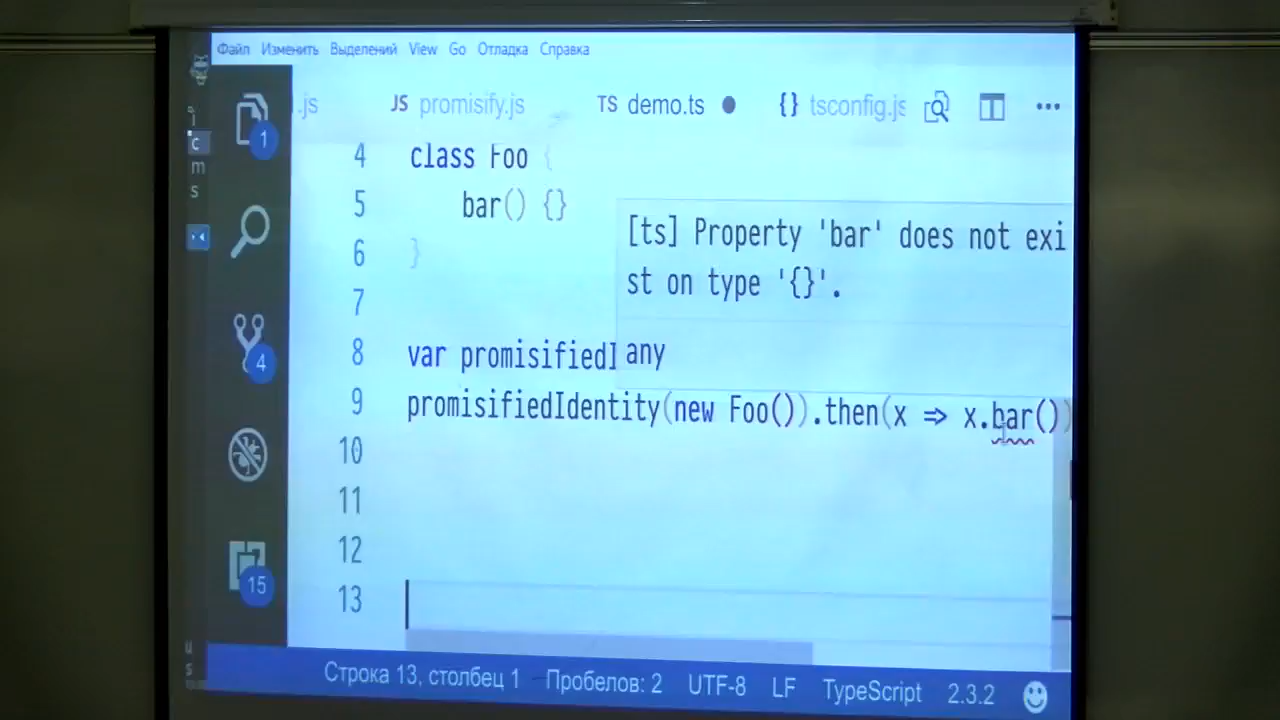 Файл Изменить Выделений View Go Отладка Справка
.js JS promisify.js TS demo.ts {} tsconfig.js
4 class Foo {
5 bar() {}
6 }
7
8 var promisifiedI
[ts] Property 'bar' does not exi
st on type '{}'.
any
9 promisifiedIdentity(new Foo()).then(x => x.bar())
10
11
12
13
1
4
15
c
m
s
u
s
Строка 13, столбец 1 Пробелов: 2 UTF-8 LF TypeScript 2.3.2